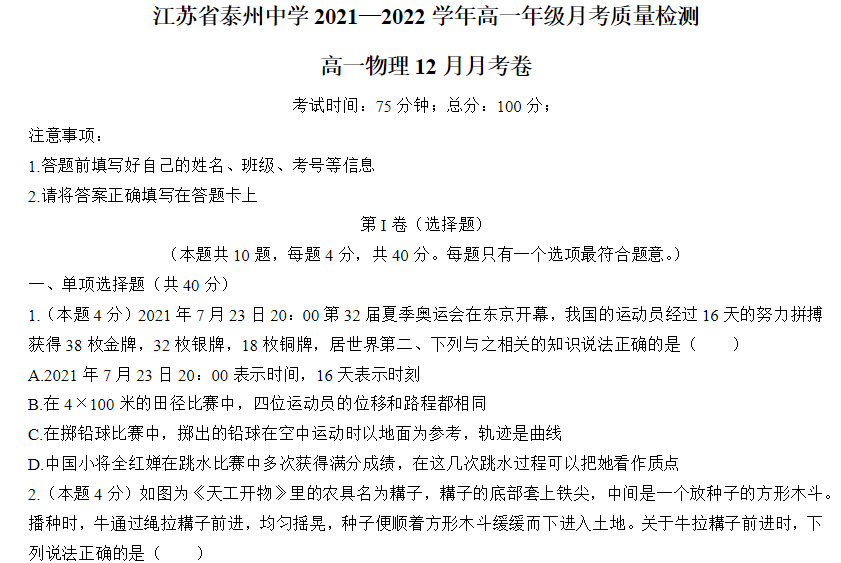 江苏省泰州中学 2021—2022 学年高一年级月考质量检测
高一物理 12 月月考卷
考试时间：75 分钟；总分：100 分；
注意事项：
1.答题前填写好自己的姓名、班级、考号等信息
2.请将答案正确填写在答题卡上
第 I 卷（选择题）
（本题共 10 题，每题 4 分，共 40 分。每题只有一个选项最符合题意。）
一、单项选择题（共 40 分）
1.（本题 4 分）2021 年 7 月 23 日 20：00 第 32 届夏季奥运会在东京开幕，我国的运动员经过 16 天的努力拼搏
获得 38 枚金牌，32 枚银牌，18 枚铜牌，居世界第二、下列与之相关的知识说法正确的是（　　）
A.2021 年 7 月 23 日 20：00 表示时间，16 天表示时刻
B.在 4×100 米的田径比赛中，四位运动员的位移和路程都相同
C.在掷铅球比赛中，掷出的铅球在空中运动时以地面为参考，轨迹是曲线
D.中国小将全红婵在跳水比赛中多次获得满分成绩，在这几次跳水过程可以把她看作质点
2.（本题 4 分）如图为《天工开物》里的农具名为耩子，耩子的底部套上铁尖，中间是一个放种子的方形木斗。
播种时，牛通过绳拉耩子前进，均匀摇晃，种子便顺着方形木斗缓缓而下进入土地。关于牛拉耩子前进时，下
列说法正确的是（　　）